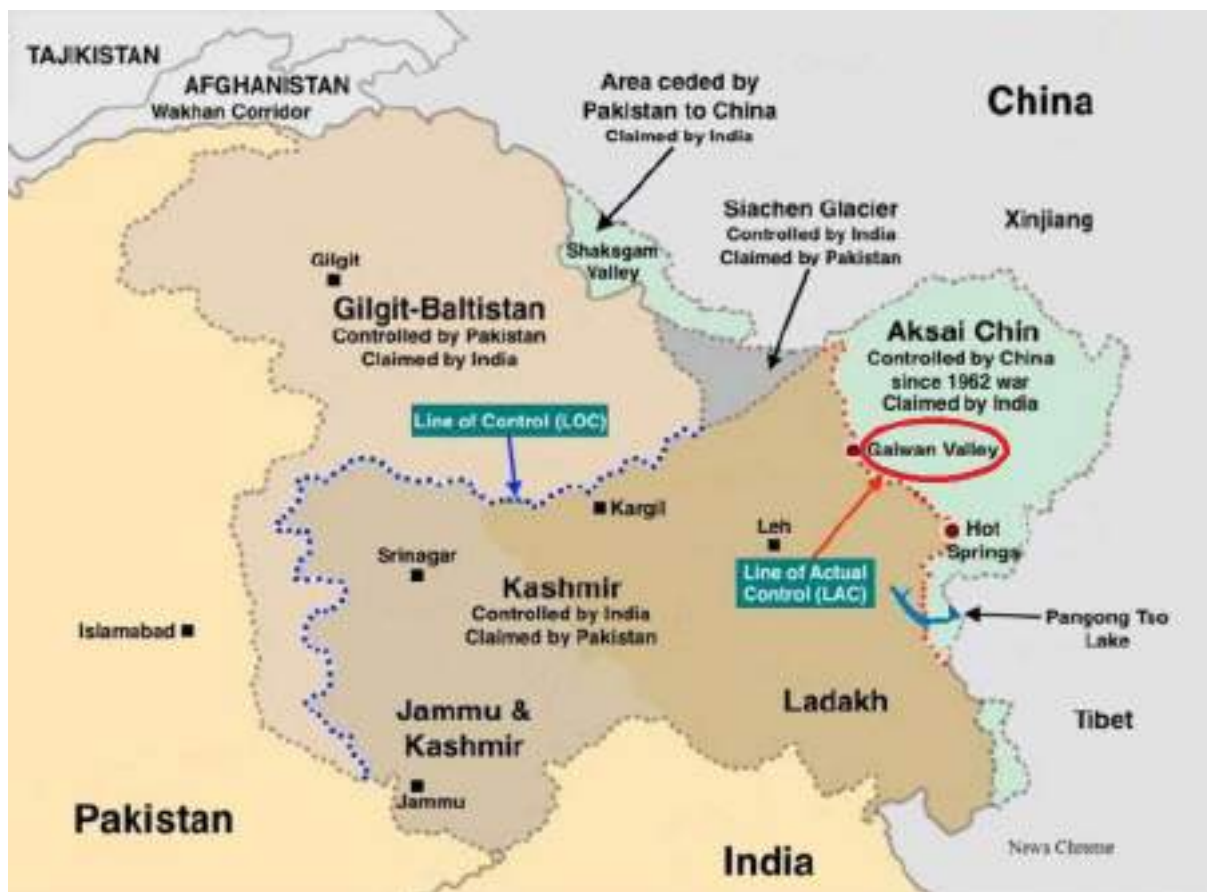 TAJIKISTAN
AFGHANISTAN
Wakhan Corridor
Area ceded by
Pakistan to China
Claimed by India
China
Siachen Glacier
Controlled by India
Claimed by Pakistan
Xinjiang
Shaksgam
Valley
Gilgit
Gilgit-Baltistan
Controlled by Pakistan
Claimed by India
Aksai Chin
Controlled by China
since 1962 war
Claimed by India
Line of Control (LOC)
Galwan Valley
Kargil
Leh
Hot
Springs
Srinagar
Line of Actual
Control (LAC)
Kashmir
Controlled by India
Claimed by Pakistan
Islamabad
Pangong Tso
Lake
Ladakh
Jammu &
Kashmir
Tibet
Jammu
Pakistan
India
News Chrome